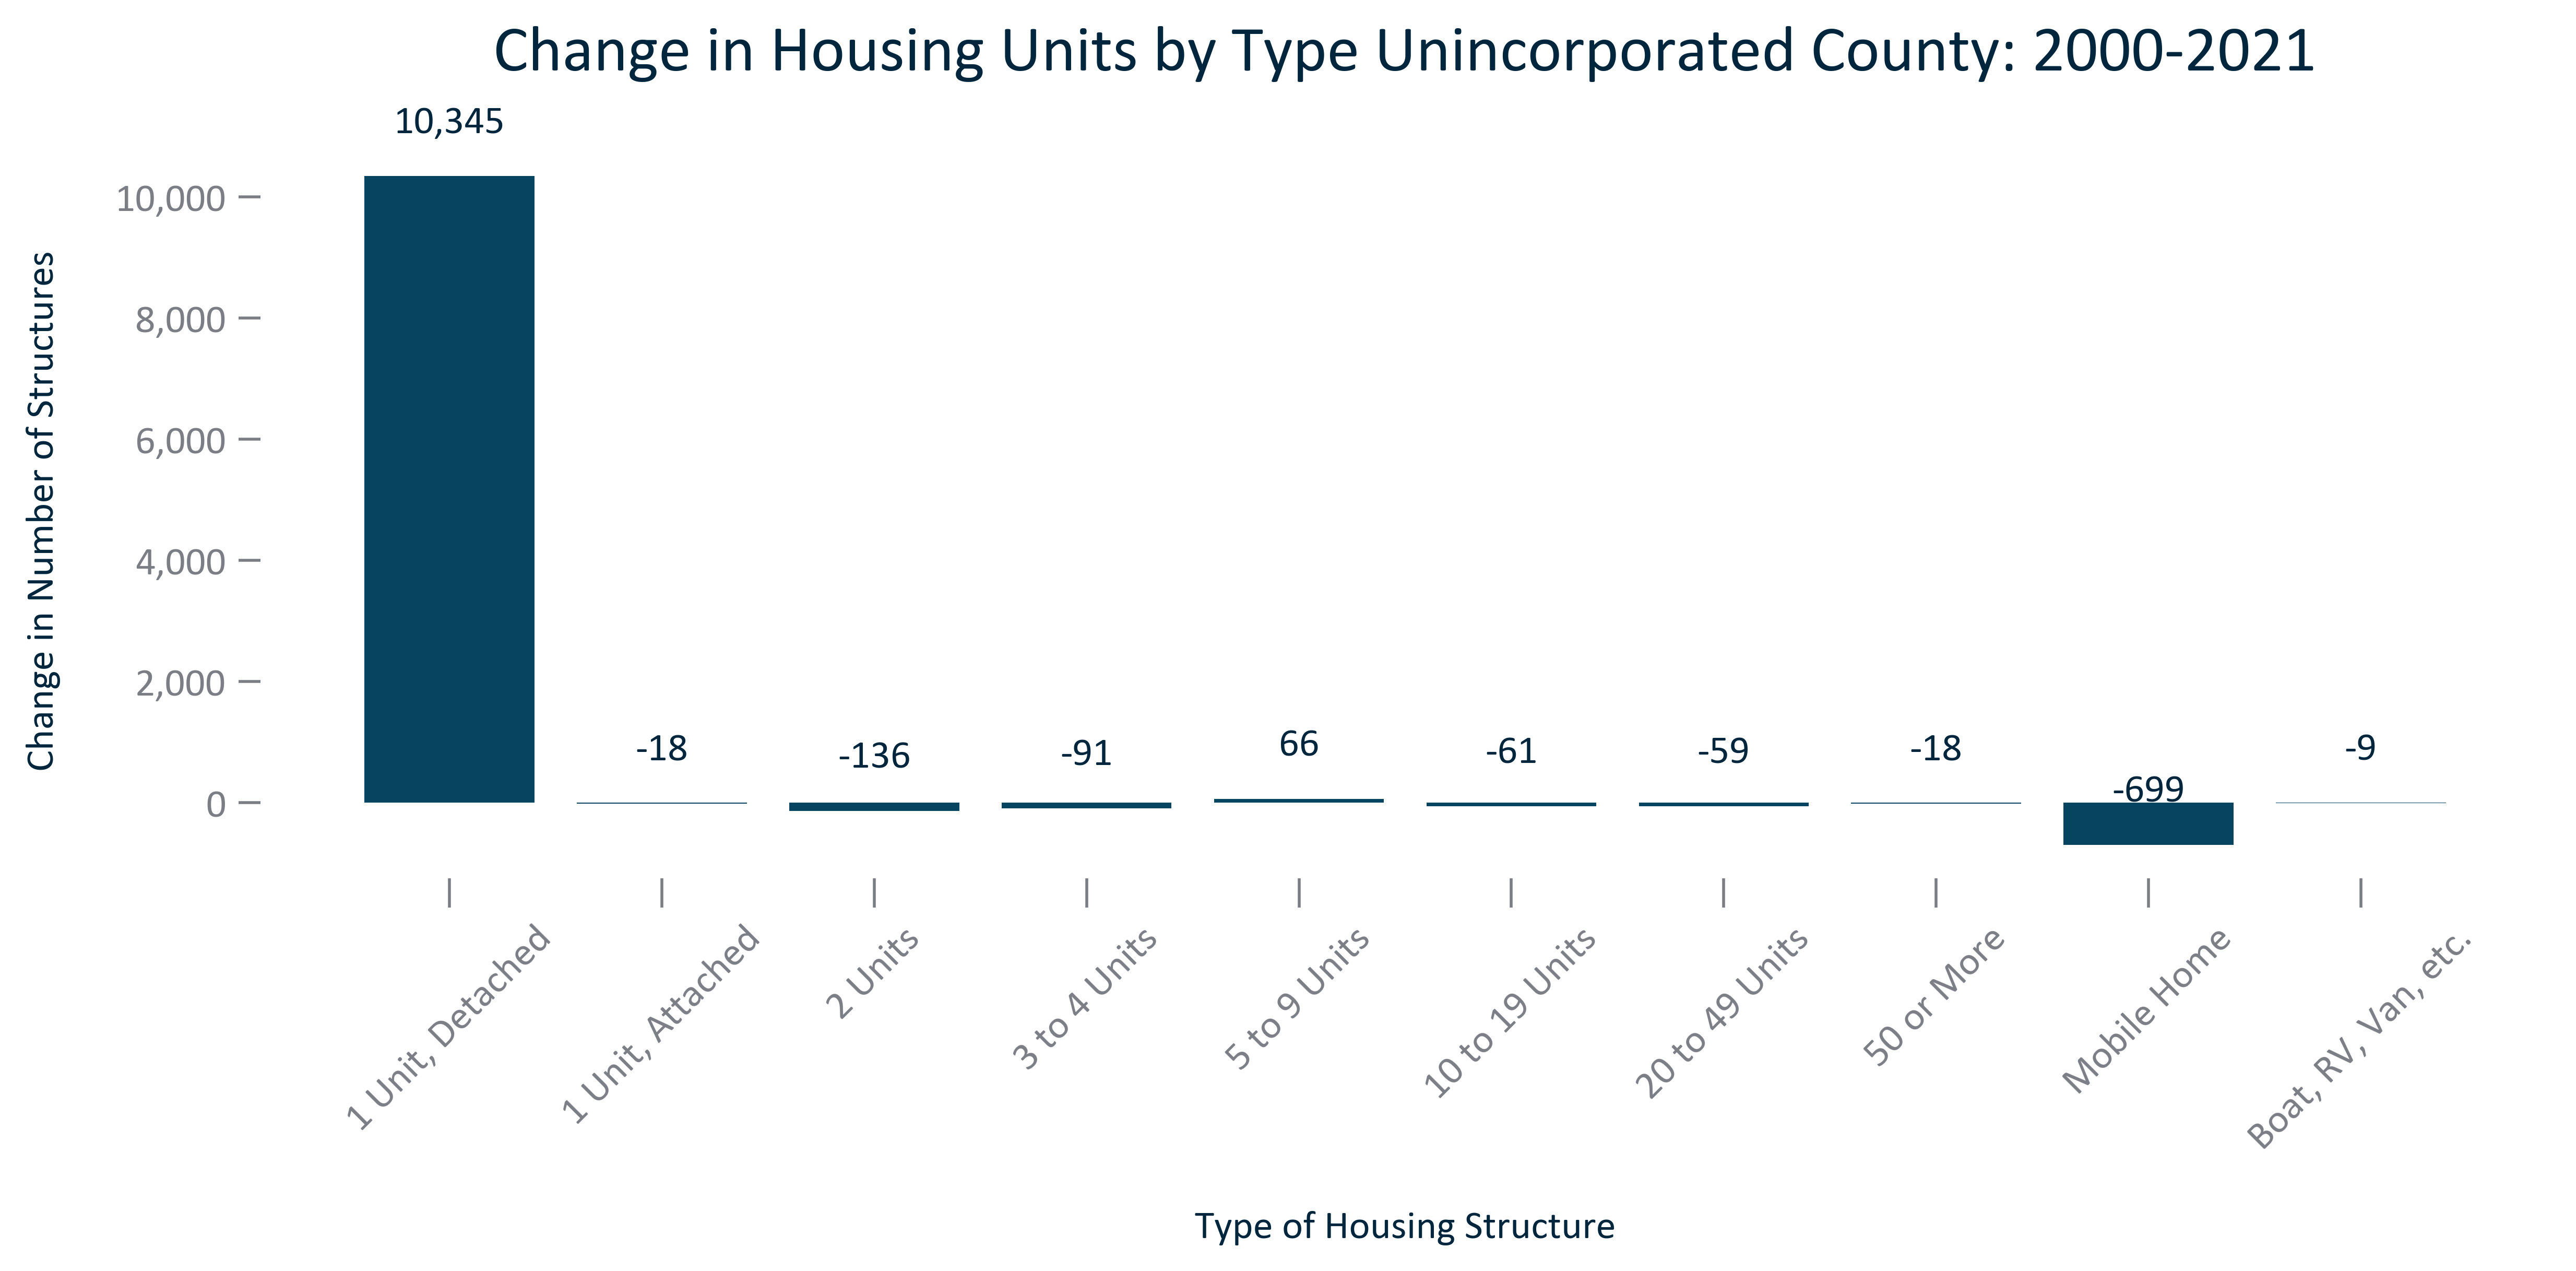 Change in Housing Units by Type Unincorporated County: 2000-2021
10,345
10,000
8,000
6,000
4,000
2,000
0
Change in Number of Structures
-18
-136
-91
66
-61
-59
-18
-699
-9
1 Unit, Detached
1 Unit, Attached
2 Units
3 to 4 Units
5 to 9 Units
10 to 19 Units
20 to 49 Units
50 or More
Mobile Home
Boat, RV, Van, etc.
Type of Housing Structure